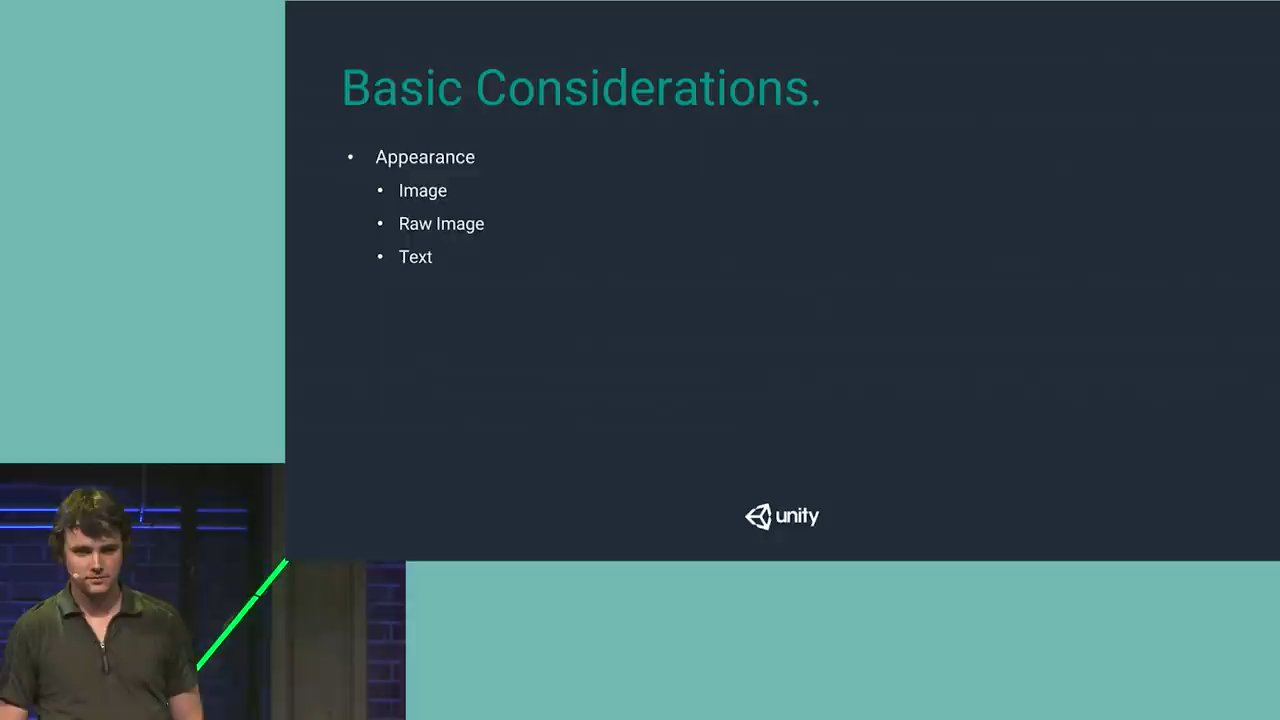 Basic Considerations.
• Appearance
• Image
• Raw Image
• Text
unity